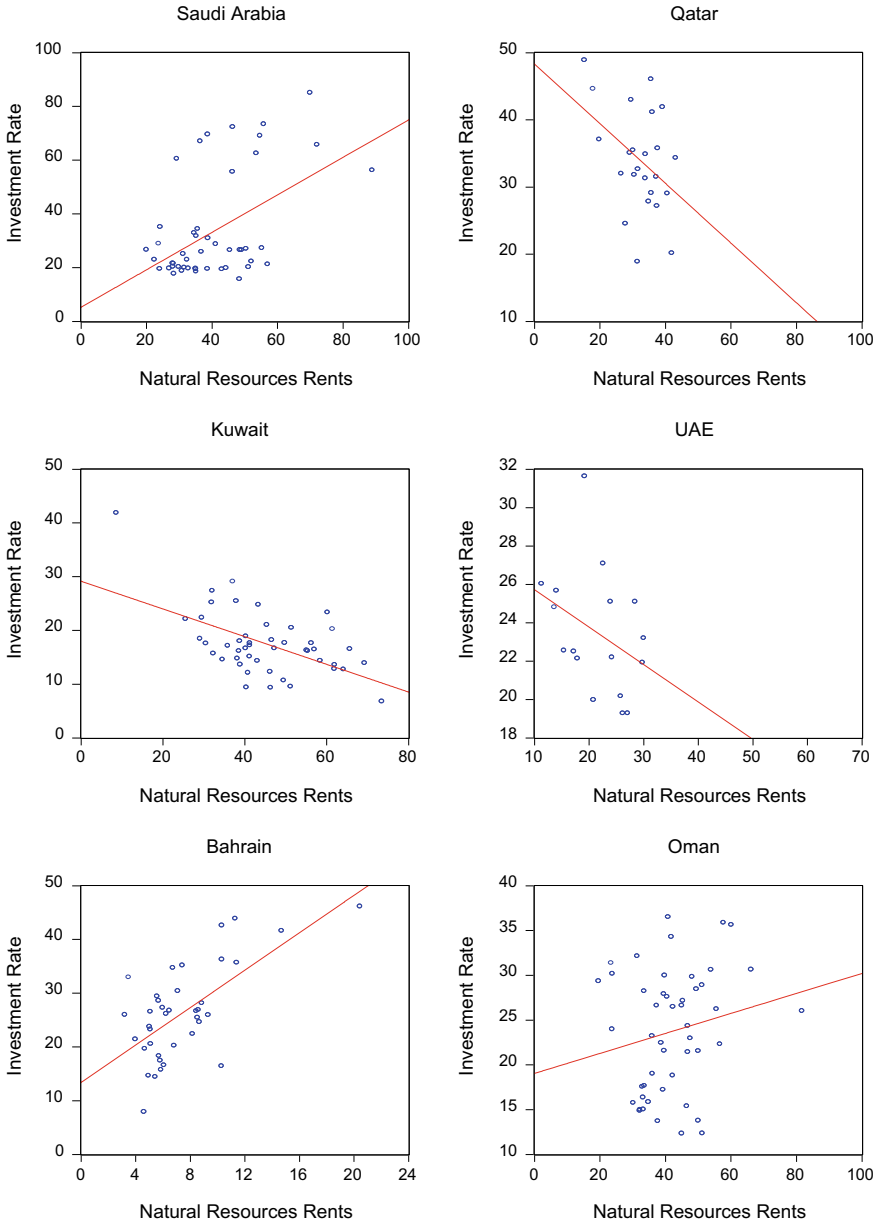 Saudi Arabia
100
80
60
40
20
0
Investment Rate
0 20 40 60 80 100
Natural Resources Rents
Qatar
50
40
30
20
10
Investment Rate
0 20 40 60 80 100
Natural Resources Rents
Kuwait
50
40
30
20
10
0
Investment Rate
0 20 40 60 80
Natural Resources Rents
UAE
32
30
28
26
24
22
20
18
Investment Rate
10 20 30 40 50 60 70
Natural Resources Rents
Bahrain
50
40
30
20
10
0
Investment Rate
0 4 8 12 16 20 24
Natural Resources Rents
Oman
40
35
30
25
20
15
10
Investment Rate
0 20 40 60 80 100
Natural Resources Rents